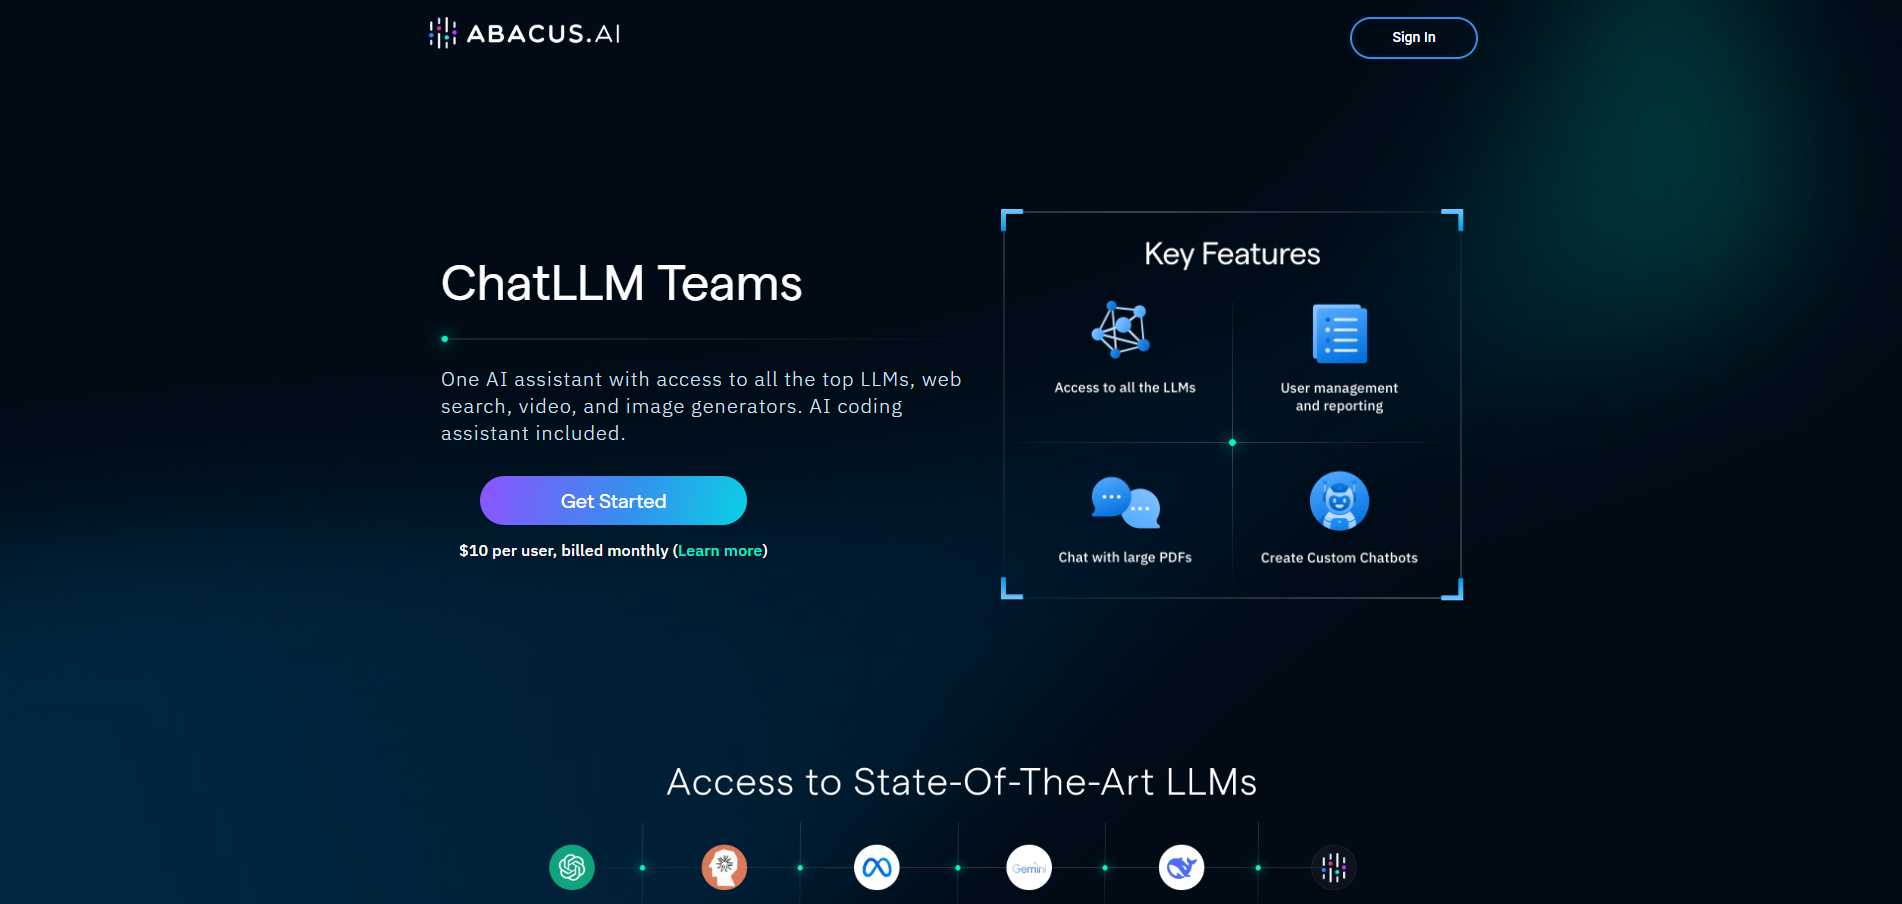 ABACUS.AI
Sign In
ChatLLM Teams
One AI assistant with access to all the top LLMs, web
search, video, and image generators. AI coding
assistant included.
Get Started
$10 per user, billed monthly (Learn more)
Key Features
Access to all the LLMs
User management
and reporting
Chat with large PDFs
Create Custom Chatbots
Access to State-Of-The-Art LLMs
Gemini